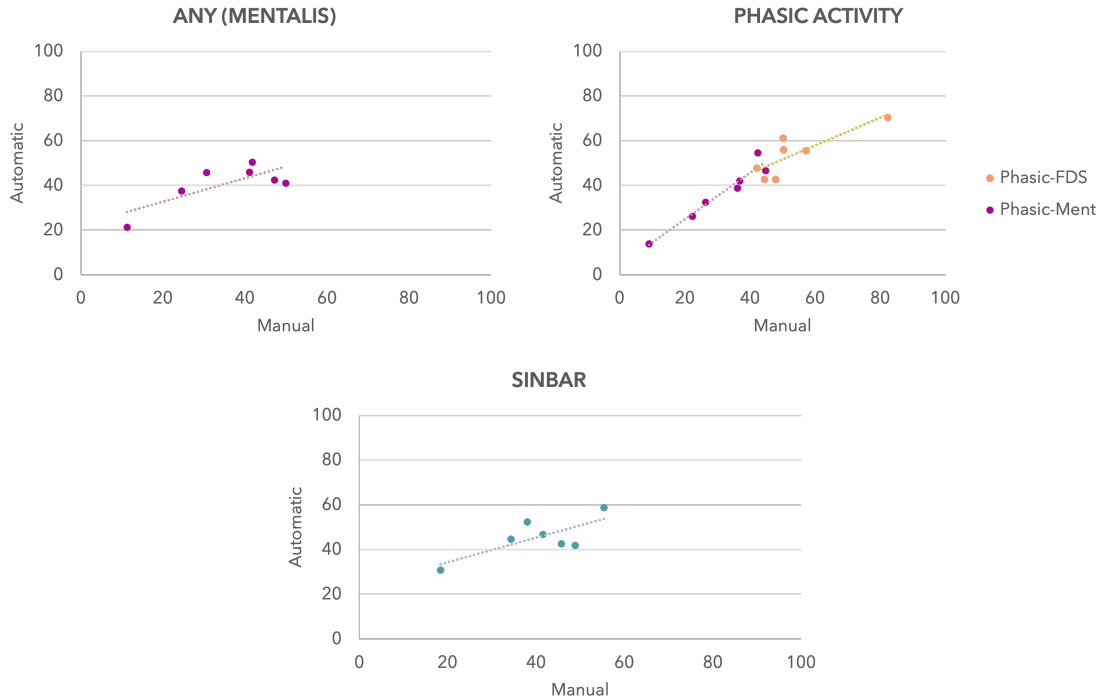 ANY (MENTALIS)
100
80
60
40
20
0
Automatic
0 20 40 60 80 100
Manual
PHASIC ACTIVITY
100
80
60
40
20
0
Automatic
0 20 40 60 80 100
Manual
Phasic-FDS
Phasic-Ment
SINBAR
100
80
60
40
20
0
Automatic
0 20 40 60 80 100
Manual